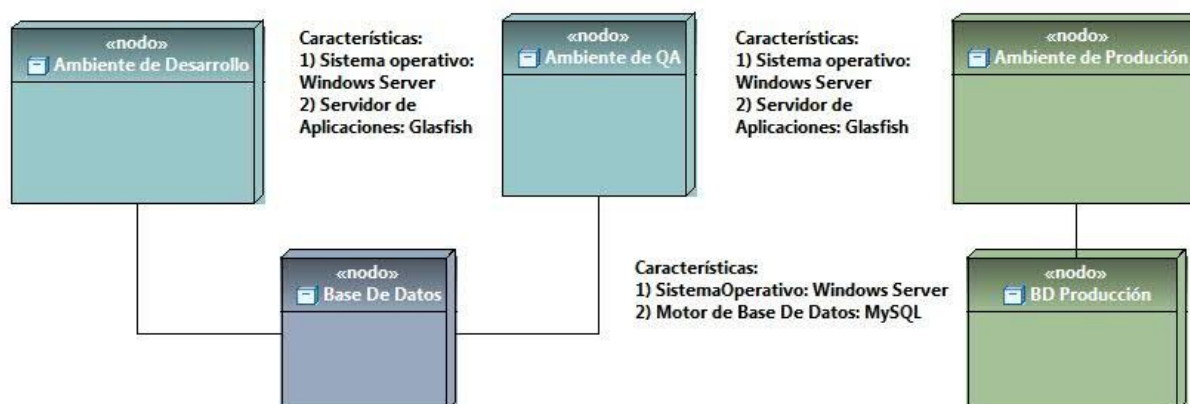 «nodo»
Ambiente de Desarrollo
Características:
1) Sistema operativo:
Windows Server
2) Servidor de
Aplicaciones: Glasfish
«nodo»
Ambiente de QA
Características:
1) Sistema operativo:
Windows Server
2) Servidor de
Aplicaciones: Glasfish
«nodo»
Ambiente de Produción
«nodo»
Base De Datos
Características:
1) SistemaOperativo: Windows Server
2) Motor de Base De Datos: MySQL
«nodo»
BD Producción